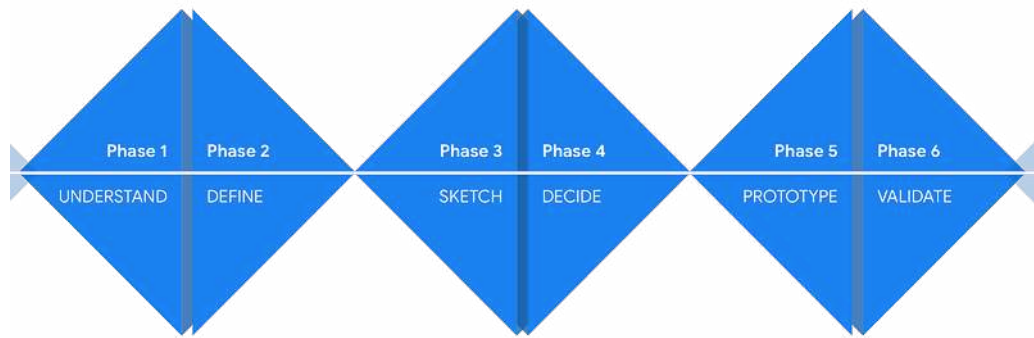 Phase 1
UNDERSTAND
Phase 2
DEFINE
Phase 3
SKETCH
Phase 4
DECIDE
Phase 5
PROTOTYPE
Phase 6
VALIDATE